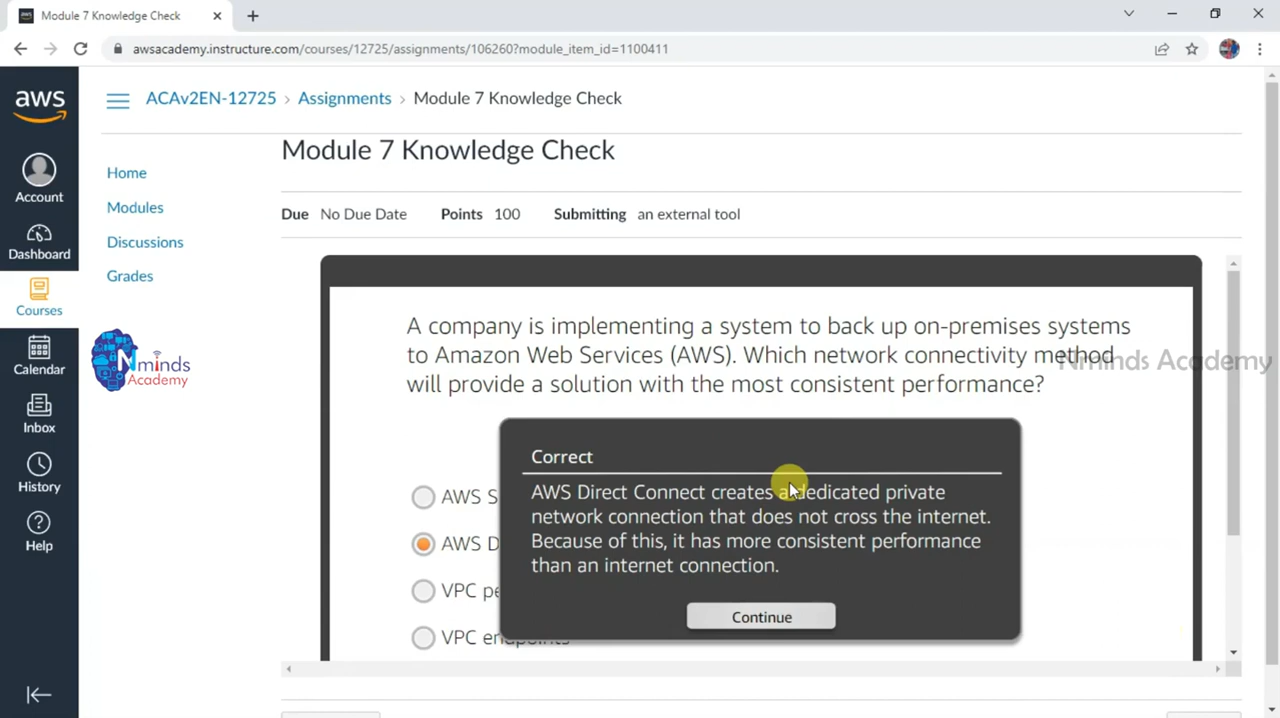 aws
Module 7 Knowledge Check
awsacademy.instructure.com/courses/12725/assignments/106260?module_item_id=1100411
aws
Account
Dashboard
Courses
Calendar
Inbox
History
Help
ACAv2EN-12725 › Assignments › Module 7 Knowledge Check
Home
Modules
Discussions
Grades
Nminds
Academy
Module 7 Knowledge Check
Due No Due Date Points 100 Submitting an external tool
A company is implementing a system to back up on-premises systems
to Amazon Web Services (AWS). Which network connectivity method
will provide a solution with the most consistent performance?
Nminds Academy
AWS S
AWS D
VPC pe
VPC endpoints
Correct
AWS Direct Connect creates a dedicated private
network connection that does not cross the internet.
Because of this, it has more consistent performance
than an internet connection.
Continue